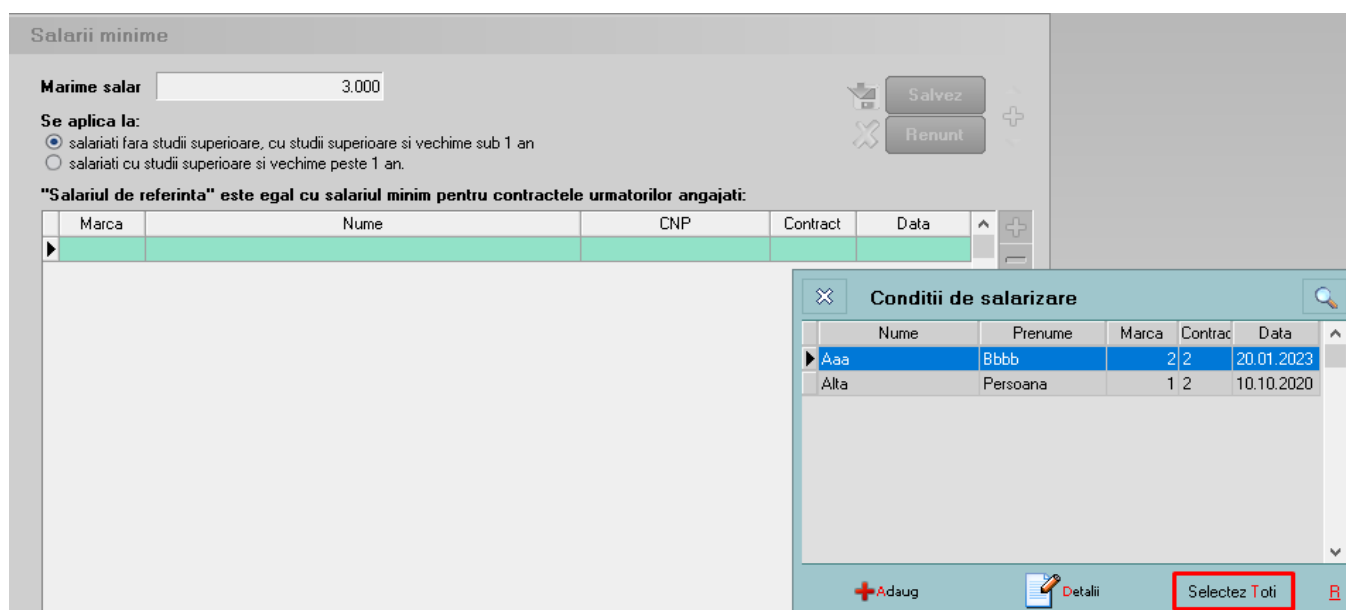 Salarii minime
Marime salar 3.000
Salvez
Se aplica la:
Renunt
salariati fara studii superioare, cu studii superioare si vechime sub 1 an
salariati cu studii superioare si vechime peste 1 an.
"Salariul de referinta" este egal cu salariul minim pentru contractele urmatorilor angajati:
Marca Nume CNP Contract Data
Conditii de salarizare
Nume Prenume Marca Contrac Data
Aaa Bbbb 2 2 20.01.2023
Alta Persoana 1 2 10.10.2020
Adaug Detalii Selectez Toti R